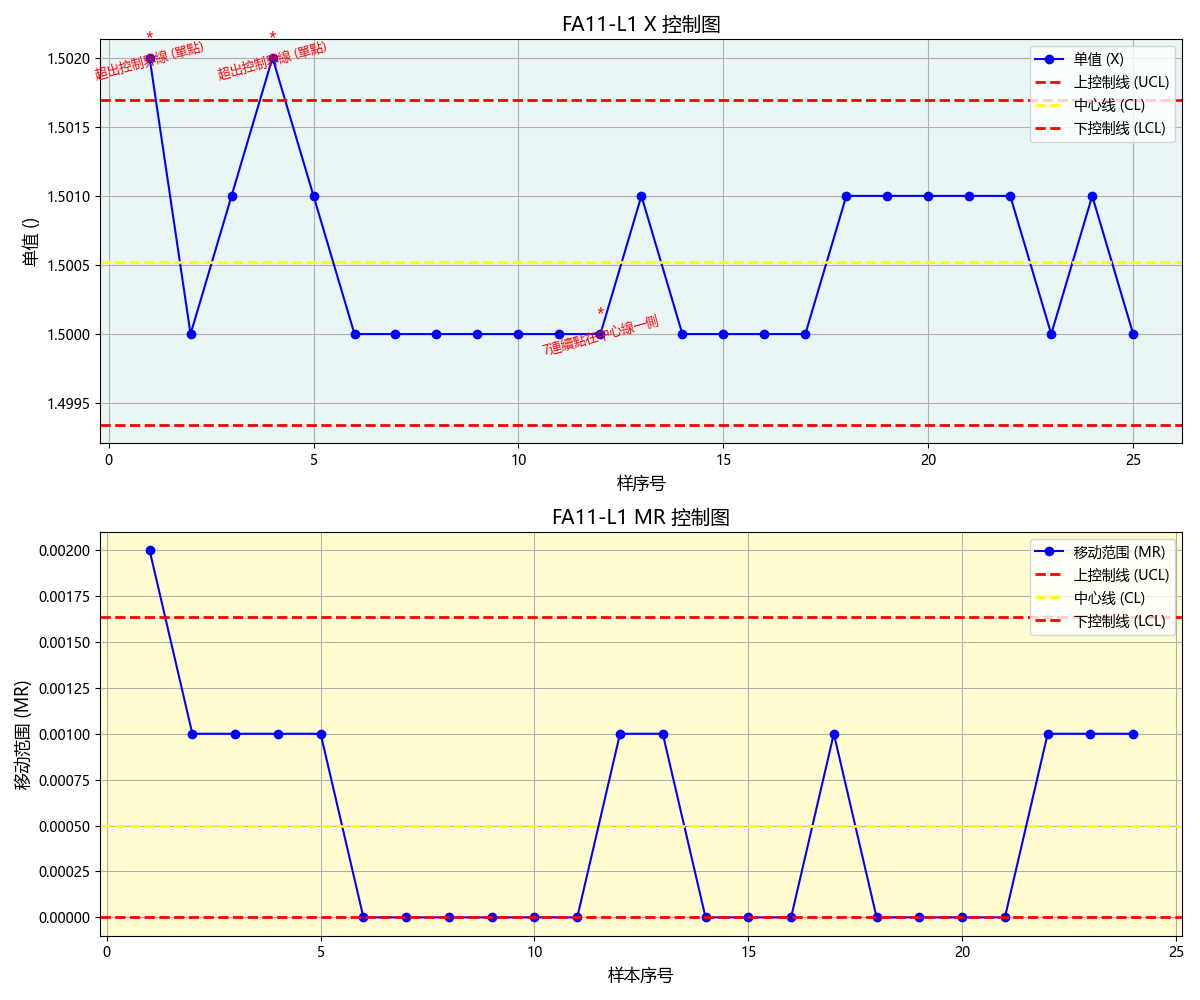 FA11-L1 X 控制图
*
*
超出控制界線 (單點)
超出控制界線 (單點)
单值 (X)
上控制线 (UCL)
中心线 (CL)
下控制线 (LCL)
1.5020
1.5015
1.5010
1.5005
1.5000
1.4995
单值 ()
*
7連續點在中心線一側
0
5
10
15
20
25
样序号
FA11-L1 MR 控制图
移动范围 (MR)
上控制线 (UCL)
中心线 (CL)
下控制线 (LCL)
0.00200
0.00175
0.00150
0.00125
0.00100
0.00075
0.00050
0.00025
0.00000
移动范围 (MR)
0
5
10
15
20
25
样本序号